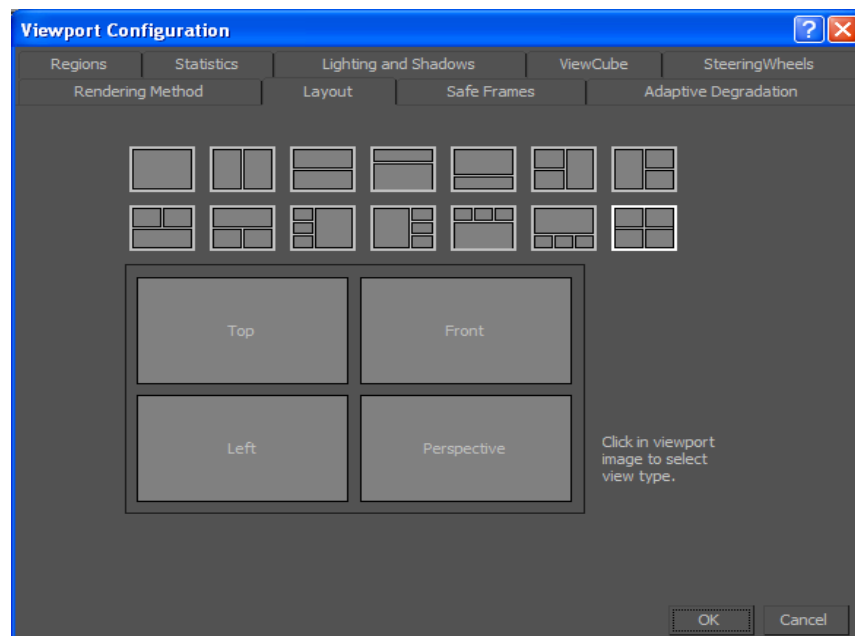 Viewport Configuration
Regions
Statistics
Lighting and Shadows
ViewCube
SteeringWheels
Rendering Method
Layout
Safe Frames
Adaptive Degradation
Top
Front
Left
Perspective
Click in viewport
image to select
view type.
OK
Cancel